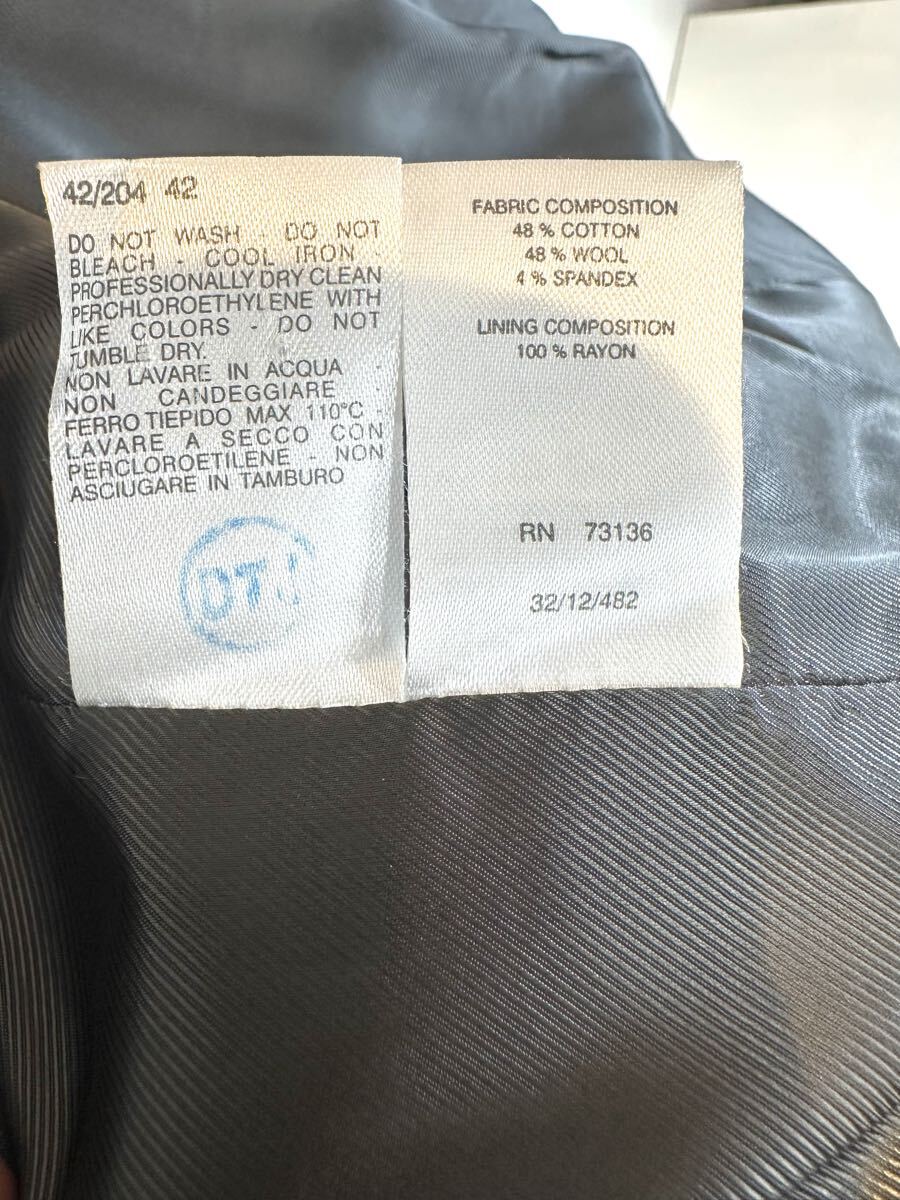 42/204 42
DO NOT WASH - DO NOT
BLEACH - COOL IRON -
PROFESSIONALLY DRY CLEAN
PERCHLOROETHYLENE WITH
LIKE COLORS - DO NOT
TUMBLE DRY.
NON LAVARE IN ACQUA -
NON CANDEGGIARE -
FERRO TIEPIDO MAX 110°C -
LAVARE A SECCO CON
PERCLOROETILENE - NON
ASCIUGARE IN TAMBURO
FABRIC COMPOSITION
48 % COTTON
48 % WOOL
4 % SPANDEX
LINING COMPOSITION
100 % RAYON
RN 73136
32/12/482